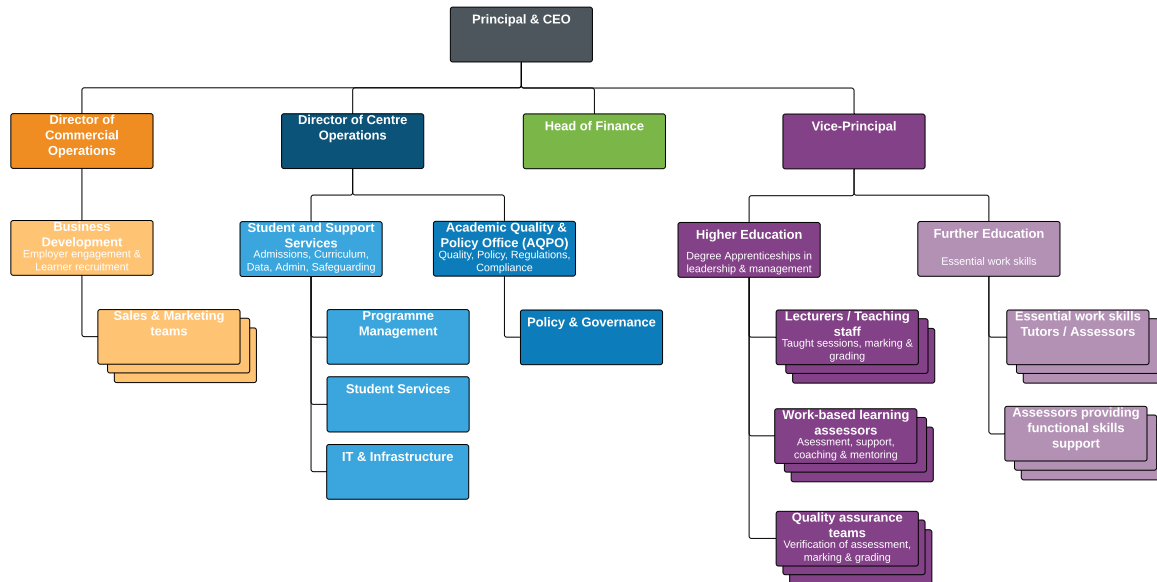 Principal & CEO
Director of
Commercial
Operations
Director of Centre
Operations
Head of Finance
Vice-Principal
Business
Development
Employer engagement &
Learner recruitment
Student and Support
Services
Admissions, Curriculum,
Data, Admin, Safeguarding
Academic Quality &
Policy Office (AQPO)
Quality, Policy, Regulations,
Compliance
Higher Education
Degree Apprenticeships in
leadership & management
Further Education
Essential work skills
Sales & Marketing
teams
Programme
Management
Policy & Governance
Lecturers / Teaching
staff
Taught sessions, marking &
grading
Essential work skills
Tutors / Assessors
Student Services
Work-based learning
assessors
Assessment, support,
coaching & mentoring
Assessors providing
functional skills
support
IT & Infrastructure
Quality assurance
teams
Verification of assessment,
marking & grading